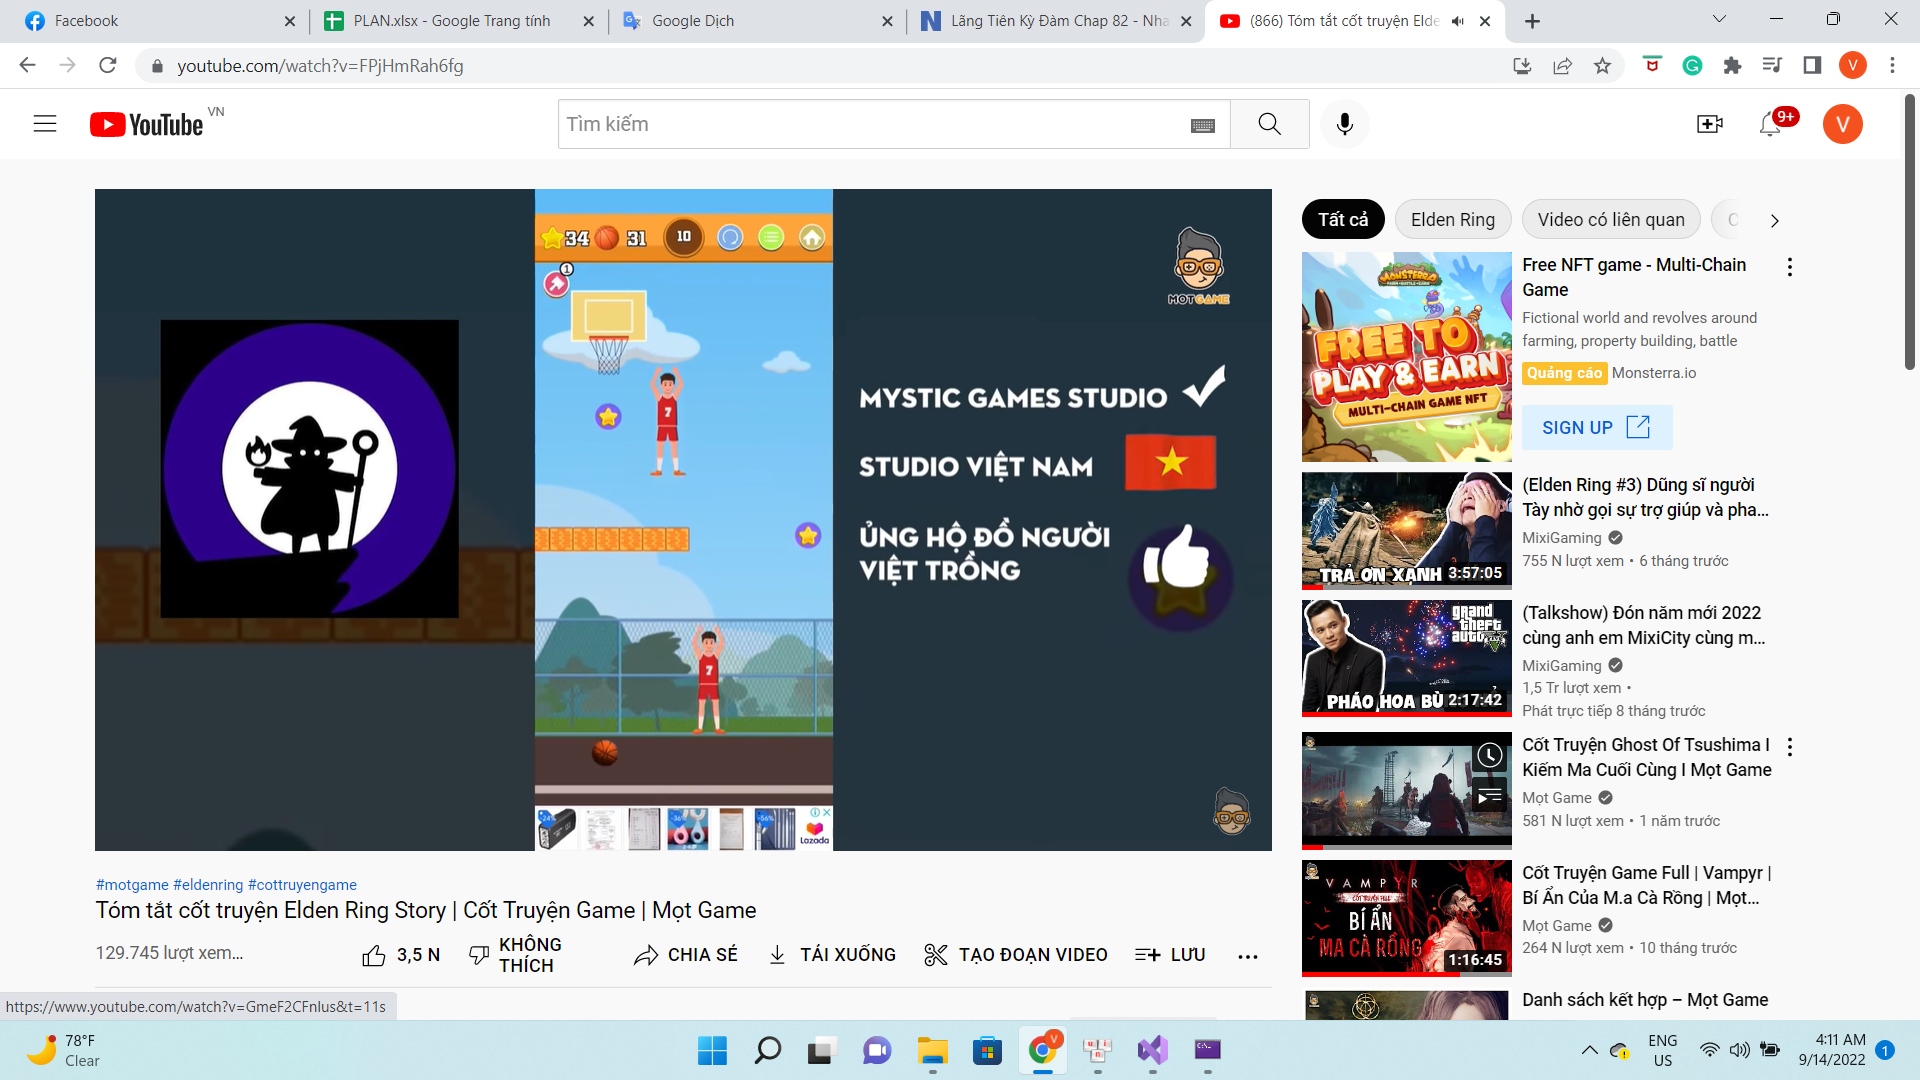 Facebook
PLAN.xlsx - Google Trang tính
Google Dịch
Lãng Tiên Kỳ Đàm Chap 82 - Nha
(866) Tóm tắt cốt truyện Elde
youtube.com/watch?v=FPjHmRah6fg
V
YouTube VN
Tìm kiếm
9+
V
34 31 10
1
7
7
MOTGAME
MYSTIC GAMES STUDIO
STUDIO VIỆT NAM
ỦNG HỘ ĐỒ NGƯỜI
VIỆT TRỒNG
-24% -36% -56%
Lazada
#motgame #eldenring #cottruyengame
Tóm tắt cốt truyện Elden Ring Story | Cốt Truyện Game | Mọt Game
129.745 lượt xem...
3,5 N
KHÔNG
THÍCH
CHIA SẺ
TẢI XUỐNG
TẠO ĐOẠN VIDEO
LƯU
Tất cả
Elden Ring
Video có liên quan
MONSTERRA
FREE TO
PLAY & EARN
MULTI-CHAIN GAME NFT
Free NFT game - Multi-Chain
Game
Fictional world and revolves around
farming, property building, battle
Quảng cáo Monsterra.io
SIGN UP
TRẢ ƠN XANH
3:57:05
(Elden Ring #3) Dũng sĩ người
Tày nhờ gọi sự trợ giúp và pha...
MixiGaming
755 N lượt xem • 6 tháng trước
grand
theft
auto
PHÁO HOA BÙ
2:17:42
(Talkshow) Đón năm mới 2022
cùng anh em MixiCity cùng m...
MixiGaming
1,5 Tr lượt xem •
Phát trực tiếp 8 tháng trước
Cốt Truyện Ghost Of Tsushima I
Kiếm Ma Cuối Cùng I Mọt Game
Mọt Game
581 N lượt xem • 1 năm trước
VAMPYR
CỐT TRUYỆN FULL
BÍ ẨN
MA CÀ RỒNG
1:16:45
Cốt Truyện Game Full | Vampyr |
Bí Ẩn Của M.a Cà Rồng | Mọt...
Mọt Game
264 N lượt xem • 10 tháng trước
Danh sách kết hợp – Mọt Game
https://www.youtube.com/watch?v=GmeF2CFnlus&t=11s
78°F
Clear
V
ENG
US
4:11 AM
9/14/2022
1